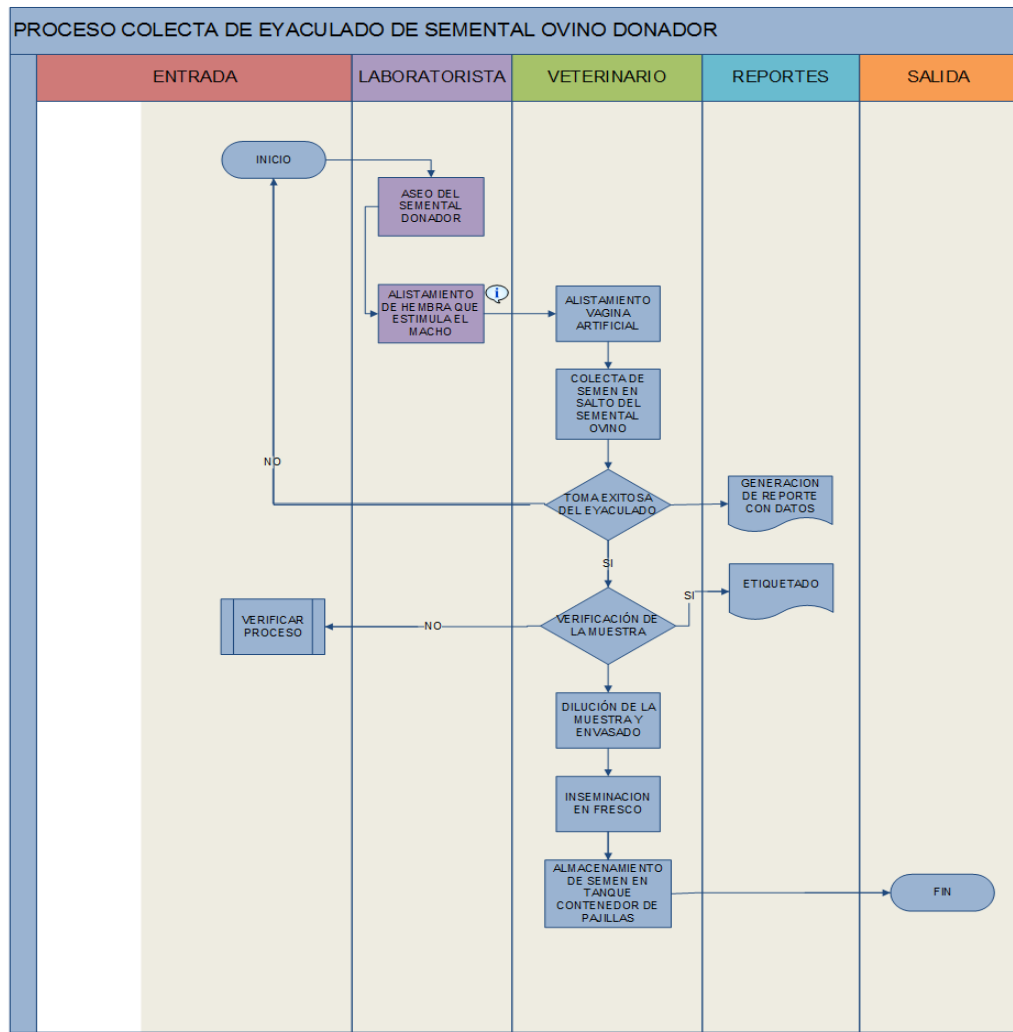 PROCESO COLECTA DE EYACULADO DE SEMENTAL OVINO DONADOR
ENTRADA
LABORATORISTA
VETERINARIO
REPORTES
SALIDA
INICIO
ASEO DEL
SEMENTAL
DONADOR
ALISTAMIENTO
DE HEMBRA QUE
ESTIMULA EL
MACHO
i
ALISTAMIENTO
VAGINA
ARTIFICIAL
COLECTA DE
SEMEN EN
SALTO DEL
SEMENTAL
OVINO
NO
TOMA EXITOSA
DEL EYACULADO
GENERACION
DE REPORTE
CON DATOS
SI
ETIQUETADO
SI
VERIFICAR
PROCESO
NO
VERIFICACIÓN DE
LA MUESTRA
DILUCIÓN DE LA
MUESTRA Y
ENVASADO
INSEMINACION
EN FRESCO
ALMACENAMIENTO
DE SEMEN EN
TANQUE
CONTENEDOR DE
PAJILLAS
FIN